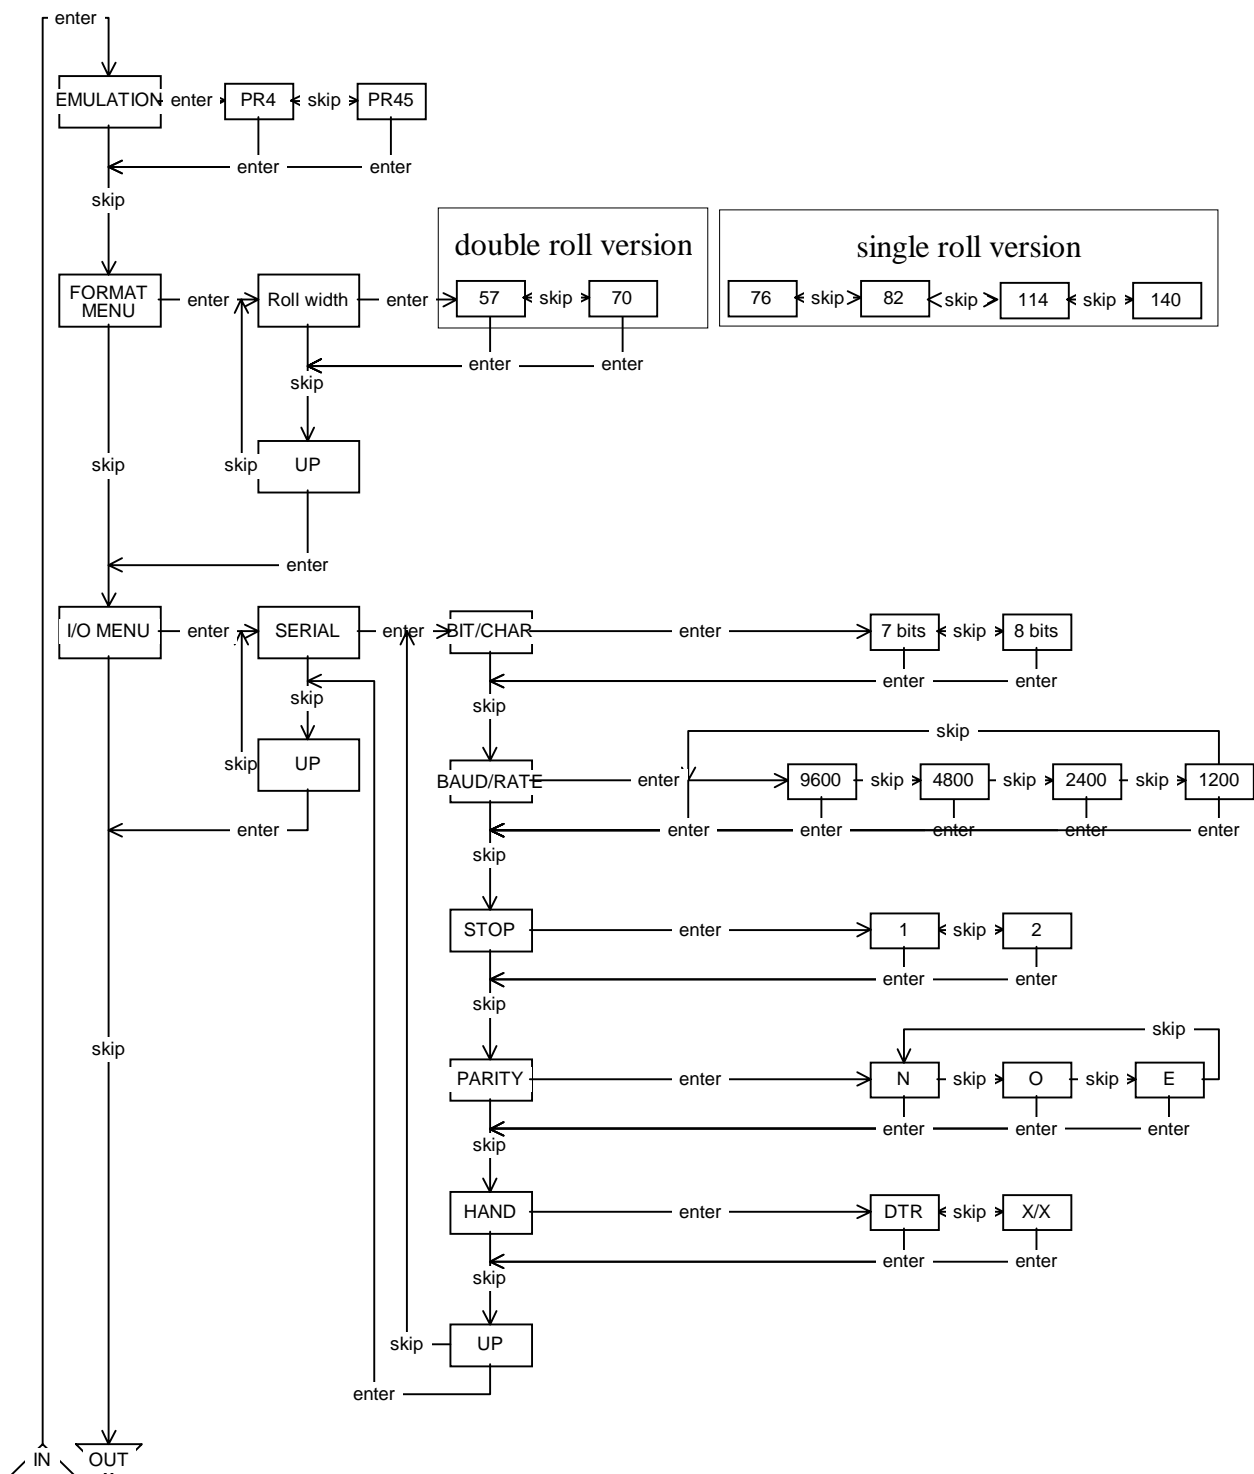 enter
EMULATION enter PR4 skip PR45
enter enter
skip
double roll version single roll version
FORMAT
MENU
enter Roll width enter 57 skip 70 76 skip 82 skip 114 skip 140
enter enter
skip
skip skip UP
enter
I/O MENU enter SERIAL enter BIT/CHAR enter 7 bits skip 8 bits
enter enter
skip skip
skip
skip UP BAUD/RATE enter 9600 skip 4800 skip 2400 skip 1200
enter enter enter enter enter enter
skip
STOP enter 1 skip 2
enter enter
skip
skip
skip
PARITY enter N skip O skip E
enter enter enter
skip
HAND enter DTR skip X/X
enter enter
skip
skip UP
enter
IN OUT